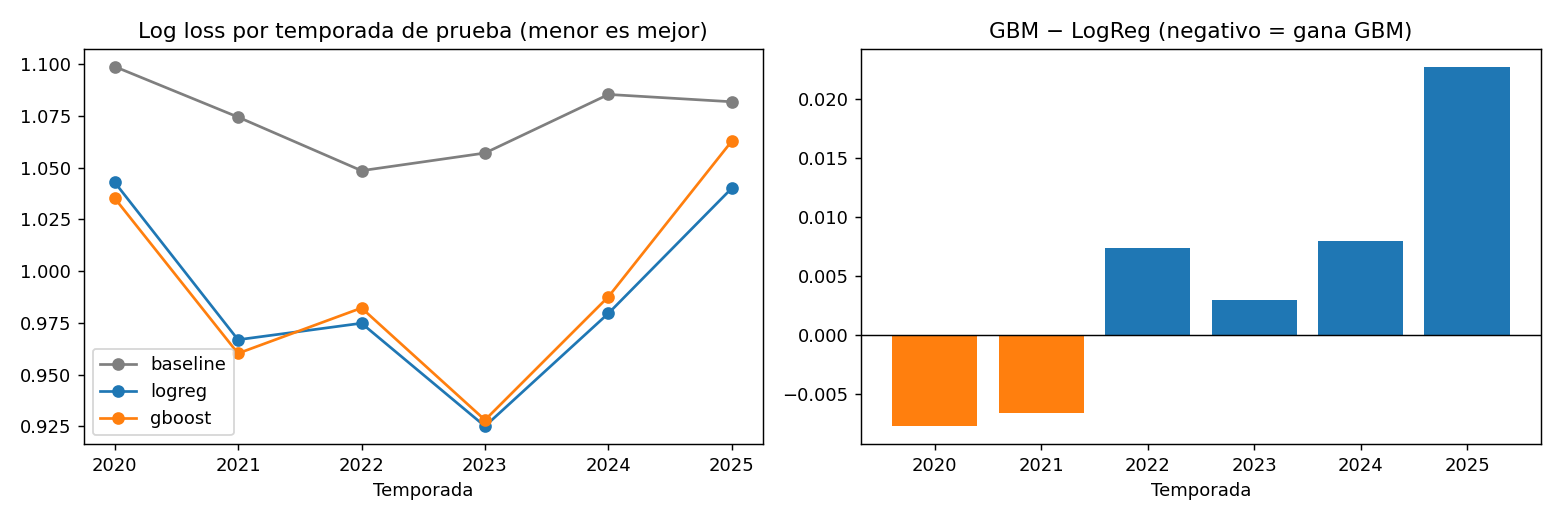 Log loss por temporada de prueba (menor es mejor)
1.100
1.075
1.050
1.025
1.000
0.975
0.950
0.925
baseline
logreg
gboost
2020 2021 2022 2023 2024 2025
Temporada
GBM − LogReg (negativo = gana GBM)
0.020
0.015
0.010
0.005
0.000
−0.005
2020 2021 2022 2023 2024 2025
Temporada